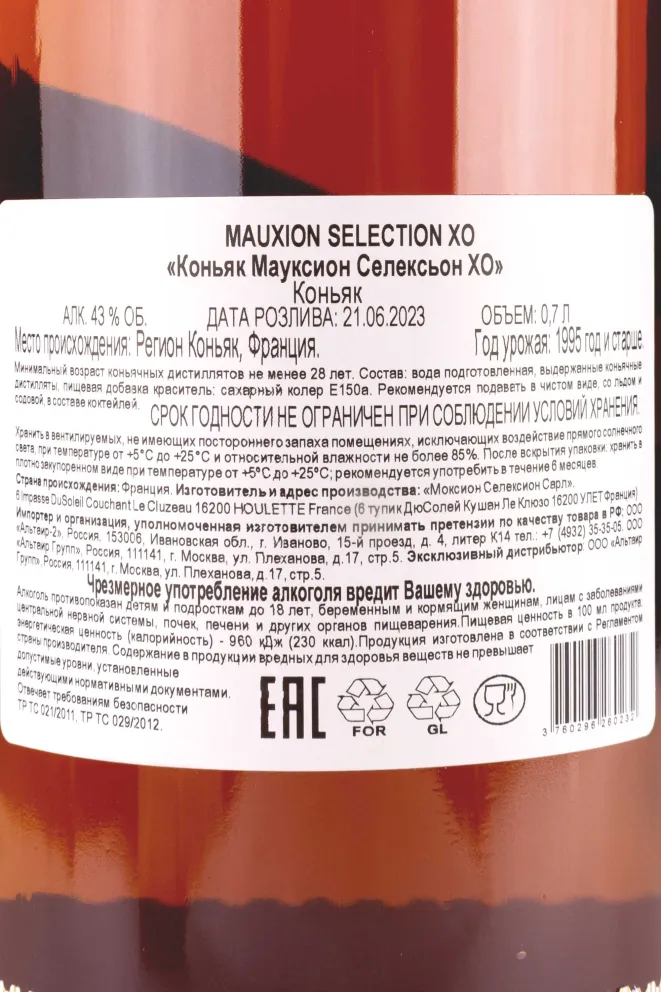 MAUXION SELECTION XO
«Коньяк Мауксион Селексьон ХО»
Коньяк
АЛК. 43 % ОБ. ДАТА РОЗЛИВА: 21.06.2023 ОБЪЕМ: 0,7 Л
Место происхождения: Регион Коньяк, Франция. Год урожая: 1995 год и старше.
Минимальный возраст коньячных дистиллятов не менее 28 лет. Состав: вода подготовленная, выдержанные коньячные
дистилляты, пищевая добавка краситель: сахарный колер Е150а. Рекомендуется подавать в чистом виде, со льдом и
содовой, в составе коктейлей. СРОК ГОДНОСТИ НЕ ОГРАНИЧЕН ПРИ СОБЛЮДЕНИИ УСЛОВИЙ ХРАНЕНИЯ.
Хранить в вентилируемых, не имеющих постороннего запаха помещениях, исключающих воздействие прямого солнечного
света, при температуре от +5°С до +25°С и относительной влажности не более 85%. После вскрытия упаковки: хранить в
плотно закупоренном виде при температуре от +5°С до +25°С; рекомендуется употребить в течение 6 месяцев.
Страна происхождения: Франция. Изготовитель и адрес производства: «Моксион Селексион Сарл».
6 Impasse DuSoleil Couchant Le Cluzeau 16200 HOULETTE France (6 тупик ДюСолей Кушан Ле Клюзо 16200 УЛЕТ Франция)
Импортер и организация, уполномоченная изготовителем принимать претензии по качеству товара в РФ: ООО
«Альтвир-2», Россия, 153006, Ивановская обл., г. Иваново, 15-й проезд, д. 4, литер К14 тел.: +7 (4932) 35-35-05. ООО
«Альтвир Групп», Россия, 111141, г. Москва, ул. Плеханова, д.17, стр.5. Эксклюзивный дистрибьютор: ООО «Альтвир
Групп», Россия, 111141, г. Москва, ул. Плеханова, д.17, стр.5.
Чрезмерное употребление алкоголя вредит Вашему здоровью.
Алкоголь противопоказан детям и подросткам до 18 лет, беременным и кормящим женщинам, лицам с заболеваниями
центральной нервной системы, почек, печени и других органов пищеварения. Пищевая ценность в 100 мл продукта:
энергетическая ценность (калорийность) - 960 кДж (230 ккал). Продукция изготовлена в соответствии с Регламентом
страны производителя. Содержание в продукции вредных для здоровья веществ не превышает
допустимые уровни, установленные
действующими нормативными документами.
Отвечает требованиям безопасности
ТР ТС 021/2011, ТР ТС 029/2012.
EAC
FOR
GL
3 760296 260232